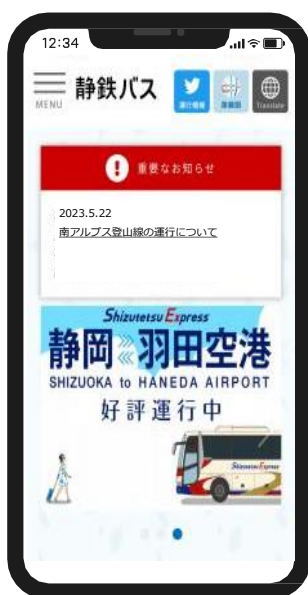 12:34
静鉄バス
MENU
運行情報
路線図
Translate
重要なお知らせ
2023.5.22
南アルプス登山線の運行について
Shizutetsu Express
静岡 羽田空港
SHIZUOKA to HANEDA AIRPORT
好評運行中
Shizutetsu Express